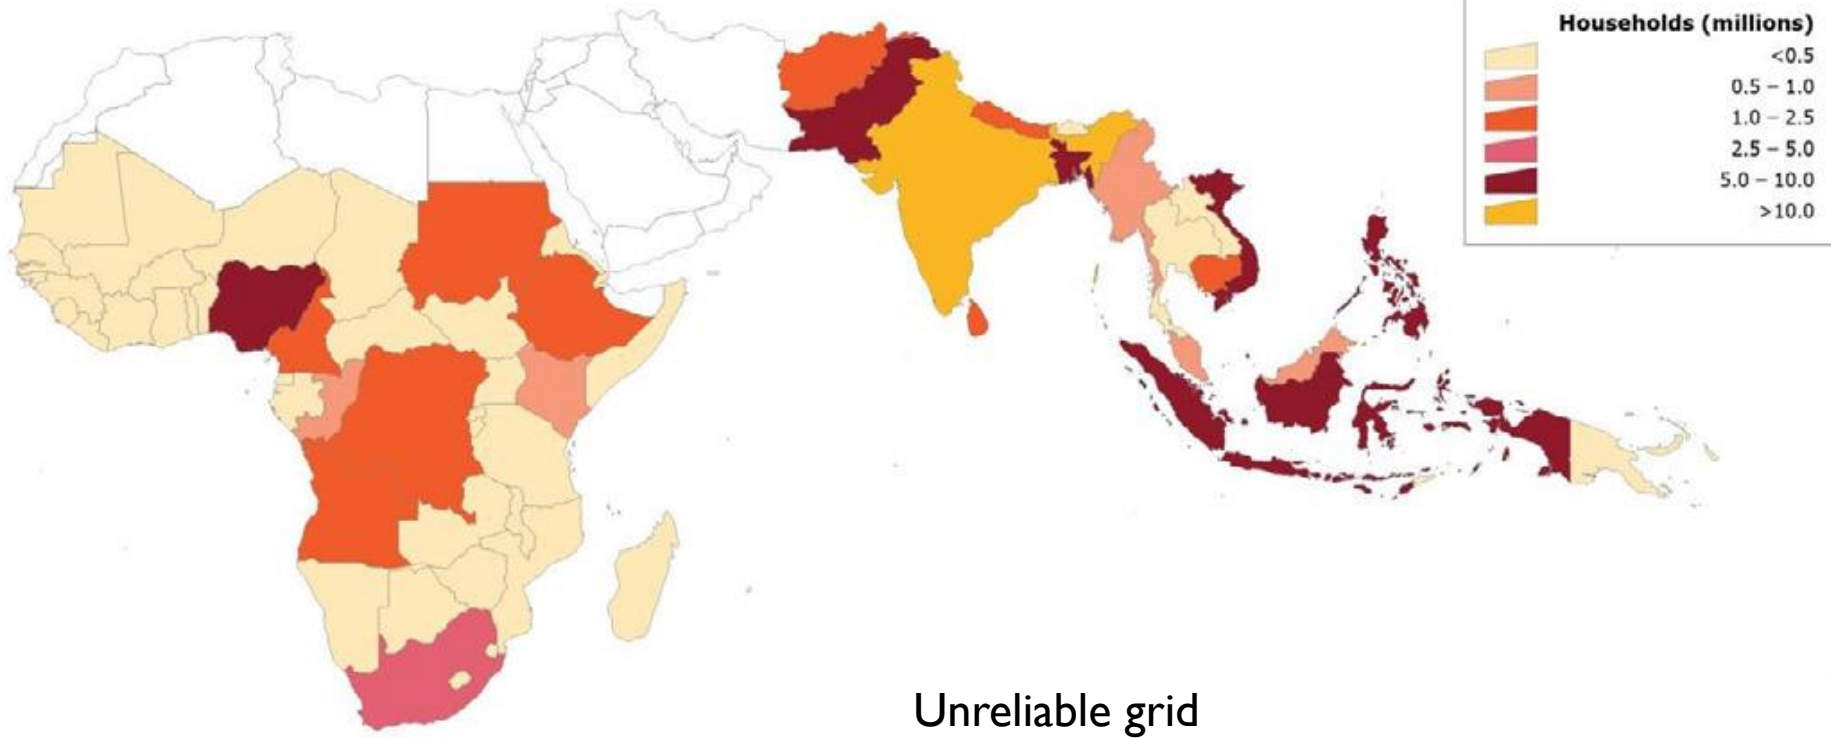 Households (millions)
<0.5
0.5 – 1.0
1.0 – 2.5
2.5 – 5.0
5.0 – 10.0
>10.0
Unreliable grid